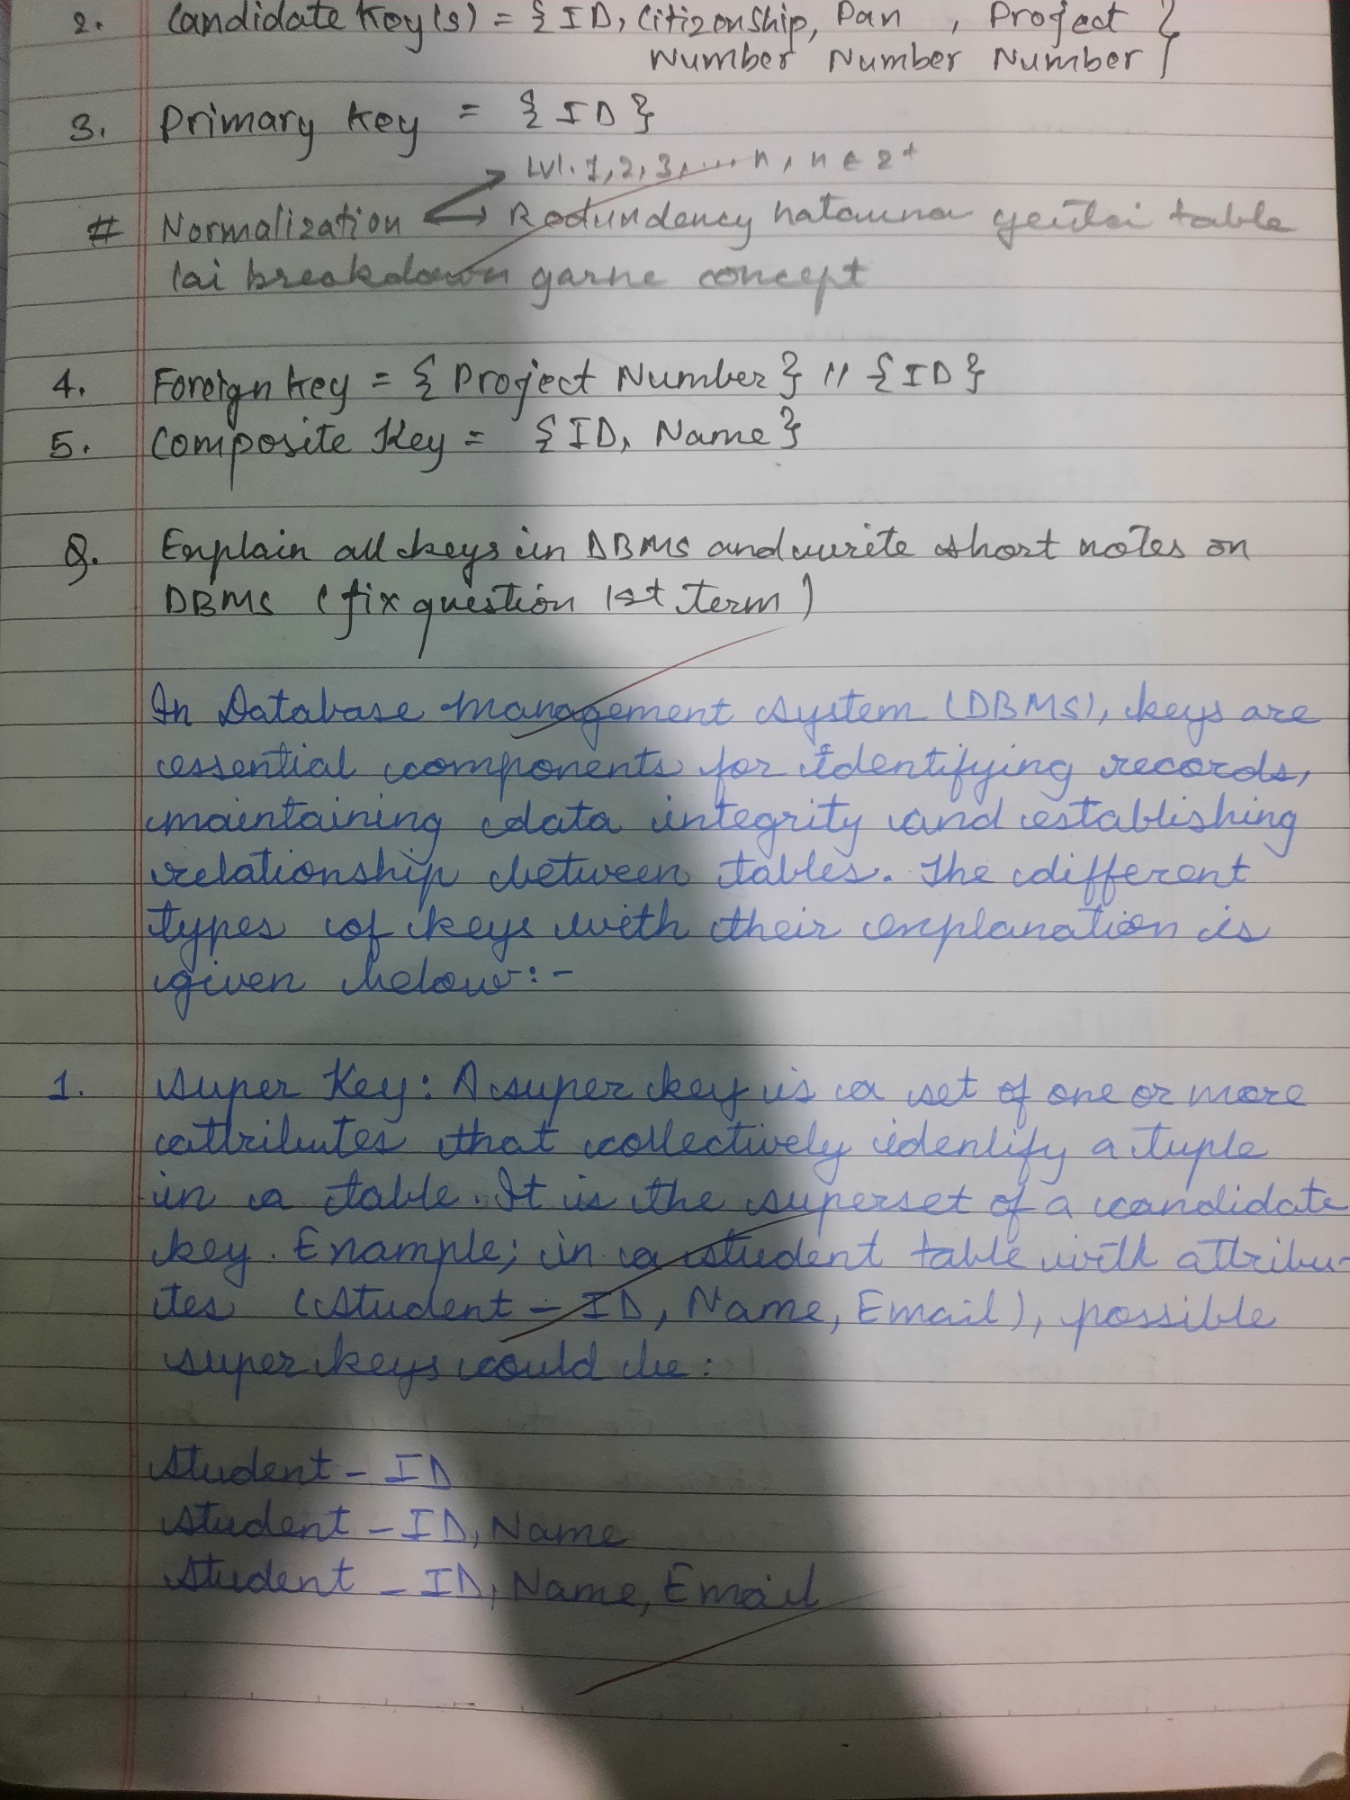 2. Candidate Key(s) = { ID, Citizenship, Pan , Project }
Number Number Number
3. Primary Key = { ID }
Lvl. 1, 2, 3, .... n, n ∈ z+
# Normalization → Redundancy hatauna yeutai table
lai breakdown garne concept
4. Foreign Key = { Project Number } // { ID }
5. Composite Key = { ID, Name }
Q. Explain all keys in DBMS and write short notes on
DBMS (fix question 1st term)
In Database Management System (DBMS), keys are
essential components for identifying records,
maintaining data integrity and establishing
relationship between tables. The different
types of keys with their explanation is
given below:-
1. Super Key: A super key is a set of one or more
attributes that collectively identify a tuple
in a table. It is the superset of a candidate
key. Example; in a student table with attribu-
tes (Student - ID, Name, Email), possible
super keys could be:
Student - ID
Student - ID, Name
Student - ID, Name, Email